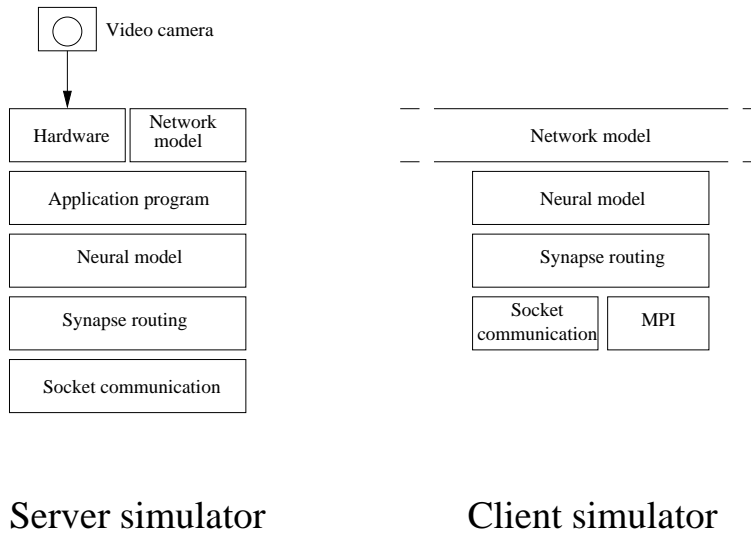 Video camera
Hardware
Network
model
Application program
Neural model
Synapse routing
Socket communication
Server simulator
Network model
Neural model
Synapse routing
Socket
communication
MPI
Client simulator